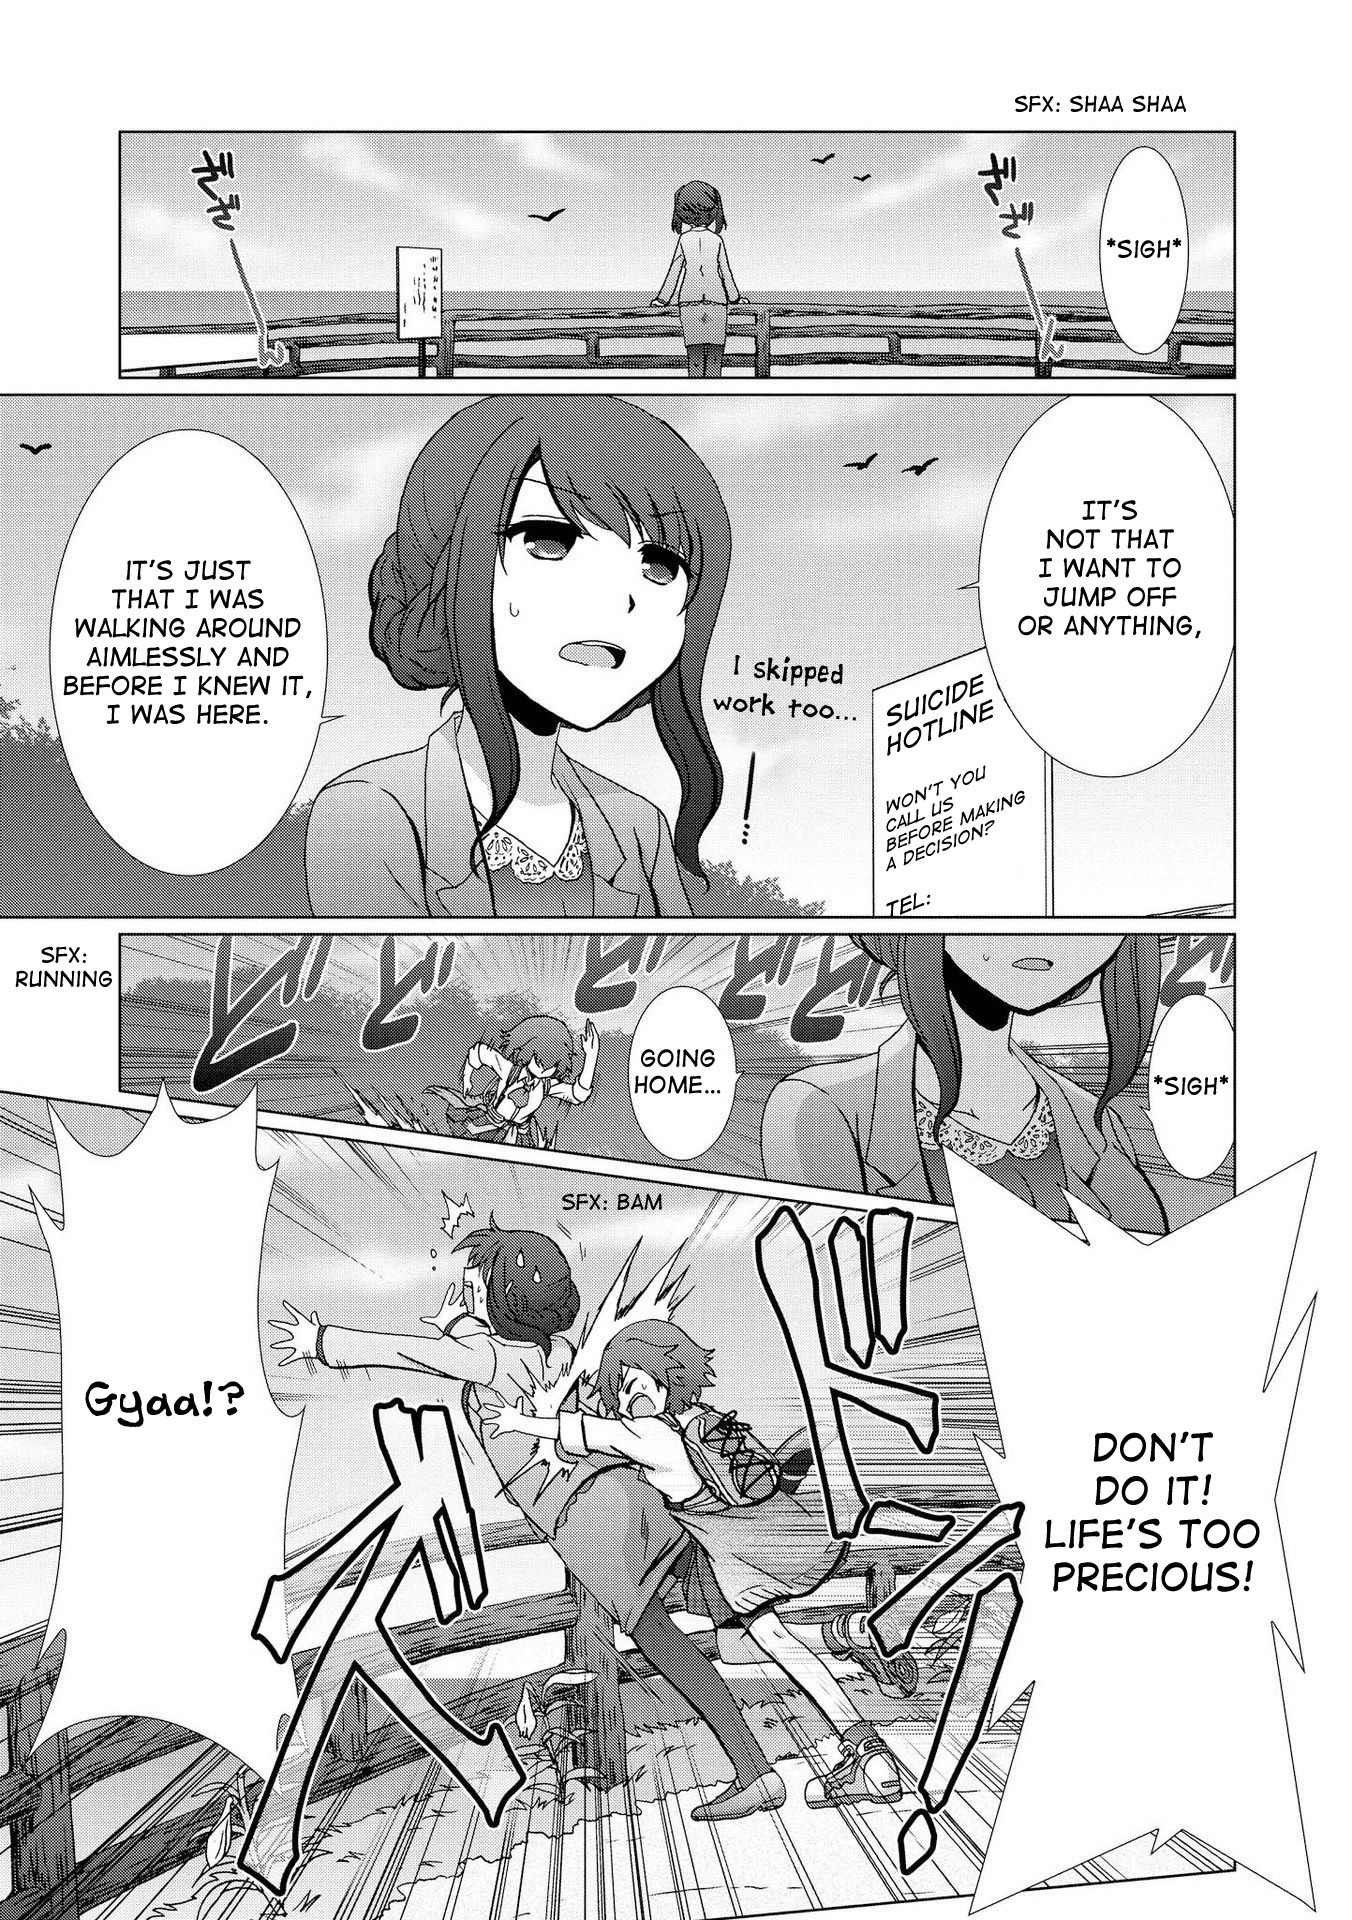 SFX: SHAA SHAA
*SIGH*
IT'S
NOT THAT
I WANT TO
JUMP OFF
OR ANYTHING,
SUICIDE
HOTLINE
WON'T YOU
CALL US
BEFORE MAKING
A DECISION?
TEL:
I skipped
work too...
IT'S JUST
THAT I WAS
WALKING AROUND
AIMLESSLY AND
BEFORE I KNEW IT,
I WAS HERE.
*SIGH*
GOING
HOME...
SFX:
RUNNING
DON'T
DO IT!
LIFE'S TOO
PRECIOUS!
SFX: BAM
Gyaa!?